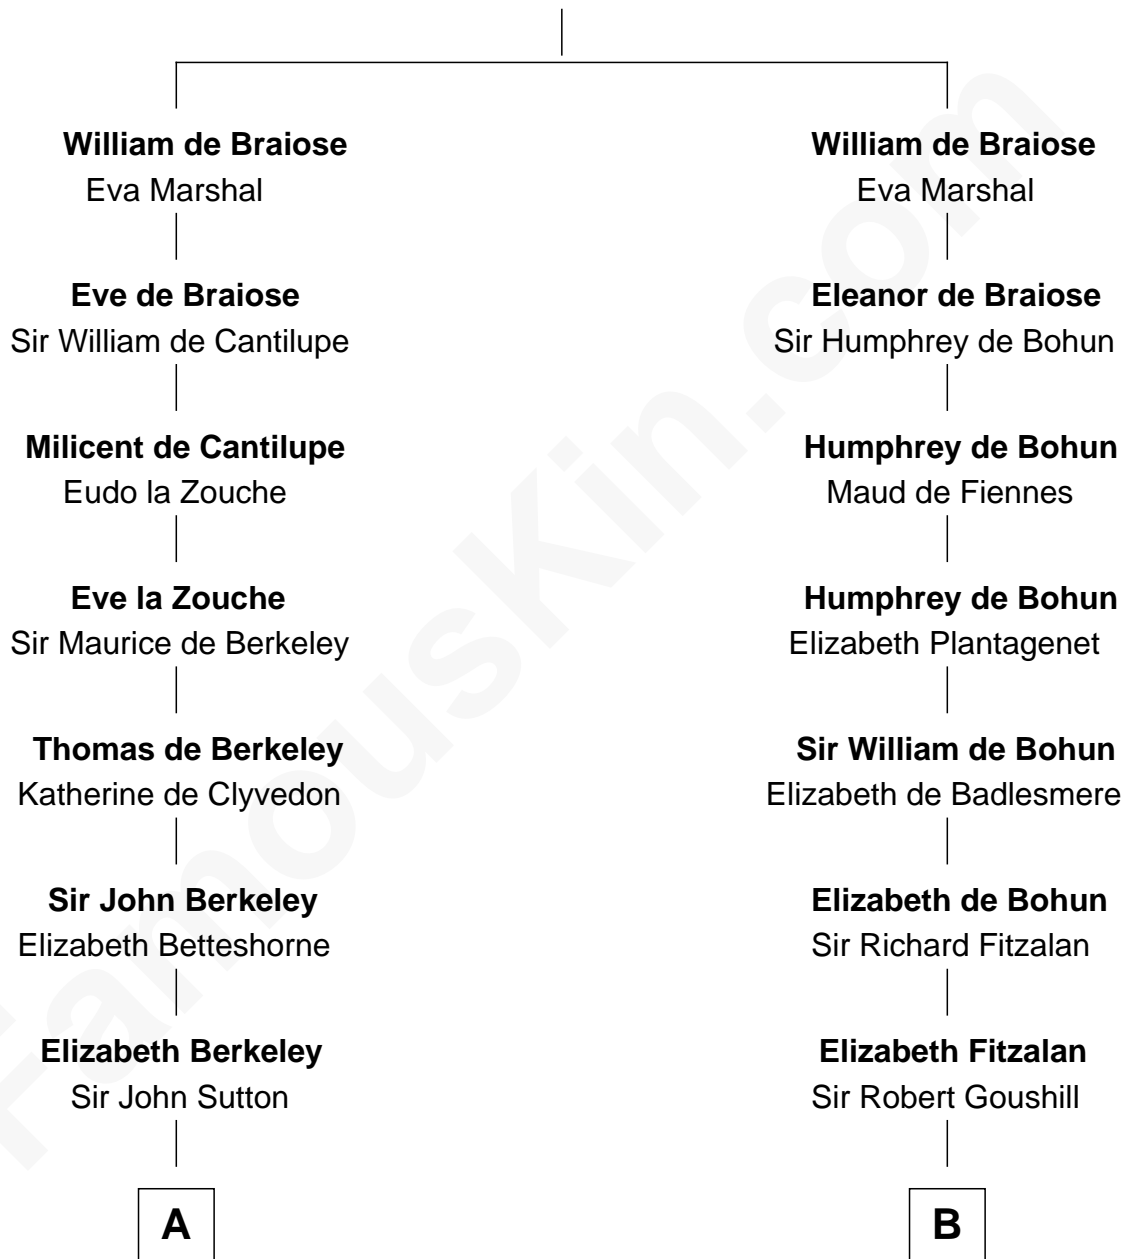 William de Braiose
Eva Marshal
Eve de Braiose
Sir William de Cantilupe
Milicent de Cantilupe
Eudo la Zouche
Eve la Zouche
Sir Maurice de Berkeley
Thomas de Berkeley
Katherine de Clyvedon
Sir John Berkeley
Elizabeth Betteshorne
Elizabeth Berkeley
Sir John Sutton
A
William de Braiose
Eva Marshal
Eleanor de Braiose
Sir Humphrey de Bohun
Humphrey de Bohun
Maud de Fiennes
Humphrey de Bohun
Elizabeth Plantagenet
Sir William de Bohun
Elizabeth de Badlesmere
Elizabeth de Bohun
Sir Richard Fitzalan
Elizabeth Fitzalan
Sir Robert Goushill
B
FamousKin.com